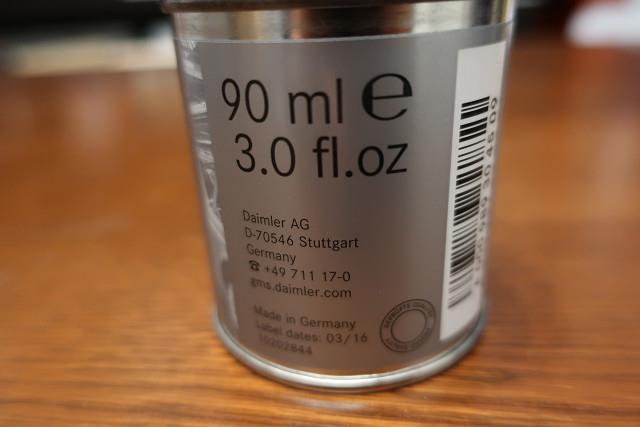 90 ml ℮
3.0 fl.oz
Daimler AG
D-70546 Stuttgart
Germany
☎ +49 711 17-0
gms.daimler.com
Made in Germany
Label dates: 03/16
10202844